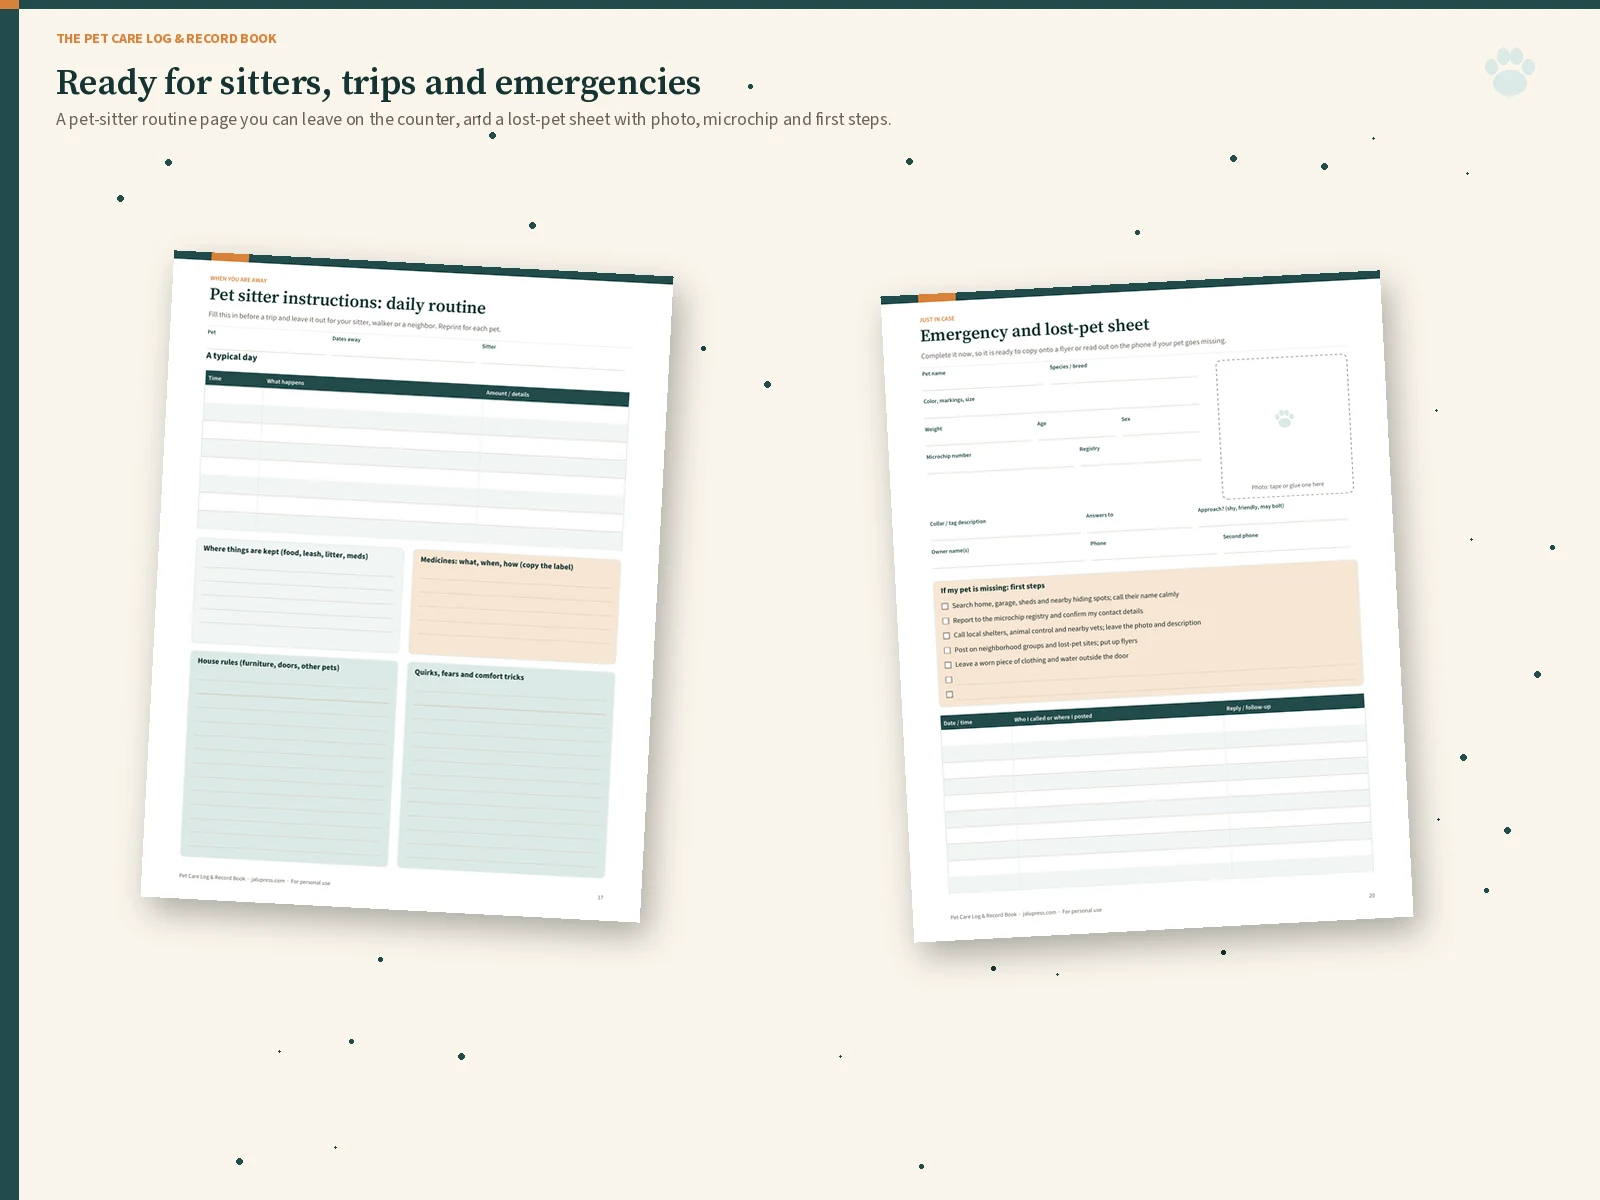 THE PET CARE LOG & RECORD BOOK
Ready for sitters, trips and emergencies
A pet-sitter routine page you can leave on the counter, and a lost-pet sheet with photo, microchip and first steps.
WHEN YOU ARE AWAY
Pet sitter instructions: daily routine
Fill this in before a trip and leave it out for your sitter, walker or a neighbor. Reprint for each pet.
Pet Dates away Sitter
A typical day
Time What happens Amount / details
Where things are kept (food, leash, litter, meds)
Medicines: what, when, how (copy the label)
House rules (furniture, doors, other pets)
Quirks, fears and comfort tricks
Pet Care Log & Record Book · jalupress.com · For personal use
17
JUST IN CASE
Emergency and lost-pet sheet
Complete it now, so it is ready to copy onto a flyer or read out on the phone if your pet goes missing.
Pet name Species / breed
Color, markings, size
Weight Age Sex
Microchip number Registry
Photo: tape or glue one here
Collar / tag description Answers to Approach? (shy, friendly, may bolt)
Owner name(s) Phone Second phone
If my pet is missing: first steps
Search home, garage, sheds and nearby hiding spots; call their name calmly
Report to the microchip registry and confirm my contact details
Call local shelters, animal control and nearby vets; leave the photo and description
Post on neighborhood groups and lost-pet sites; put up flyers
Leave a worn piece of clothing and water outside the door
Date / time Who I called or where I posted Reply / follow-up
Pet Care Log & Record Book · jalupress.com · For personal use
20